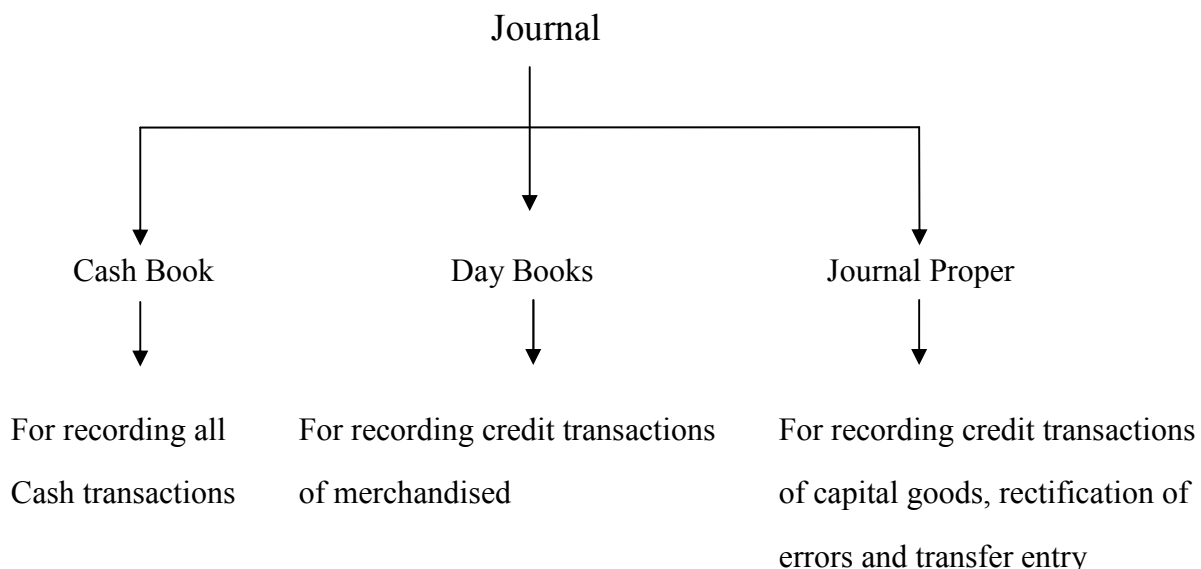 Journal
Cash Book
Day Books
Journal Proper
For recording all
Cash transactions
For recording credit transactions
of merchandised
For recording credit transactions
of capital goods, rectification of
errors and transfer entry